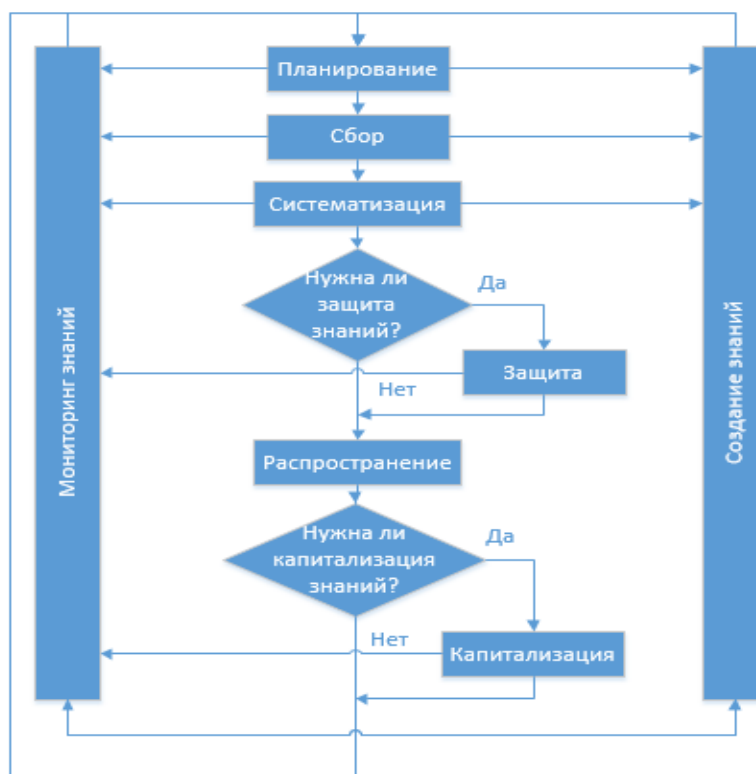 Планирование
Сбор
Систематизация
Нужна ли
защита
знаний?
Да
Защита
Нет
Мониторинг знаний
Создание знаний
Распространение
Нужна ли
капитализация
знаний?
Да
Нет
Капитализация